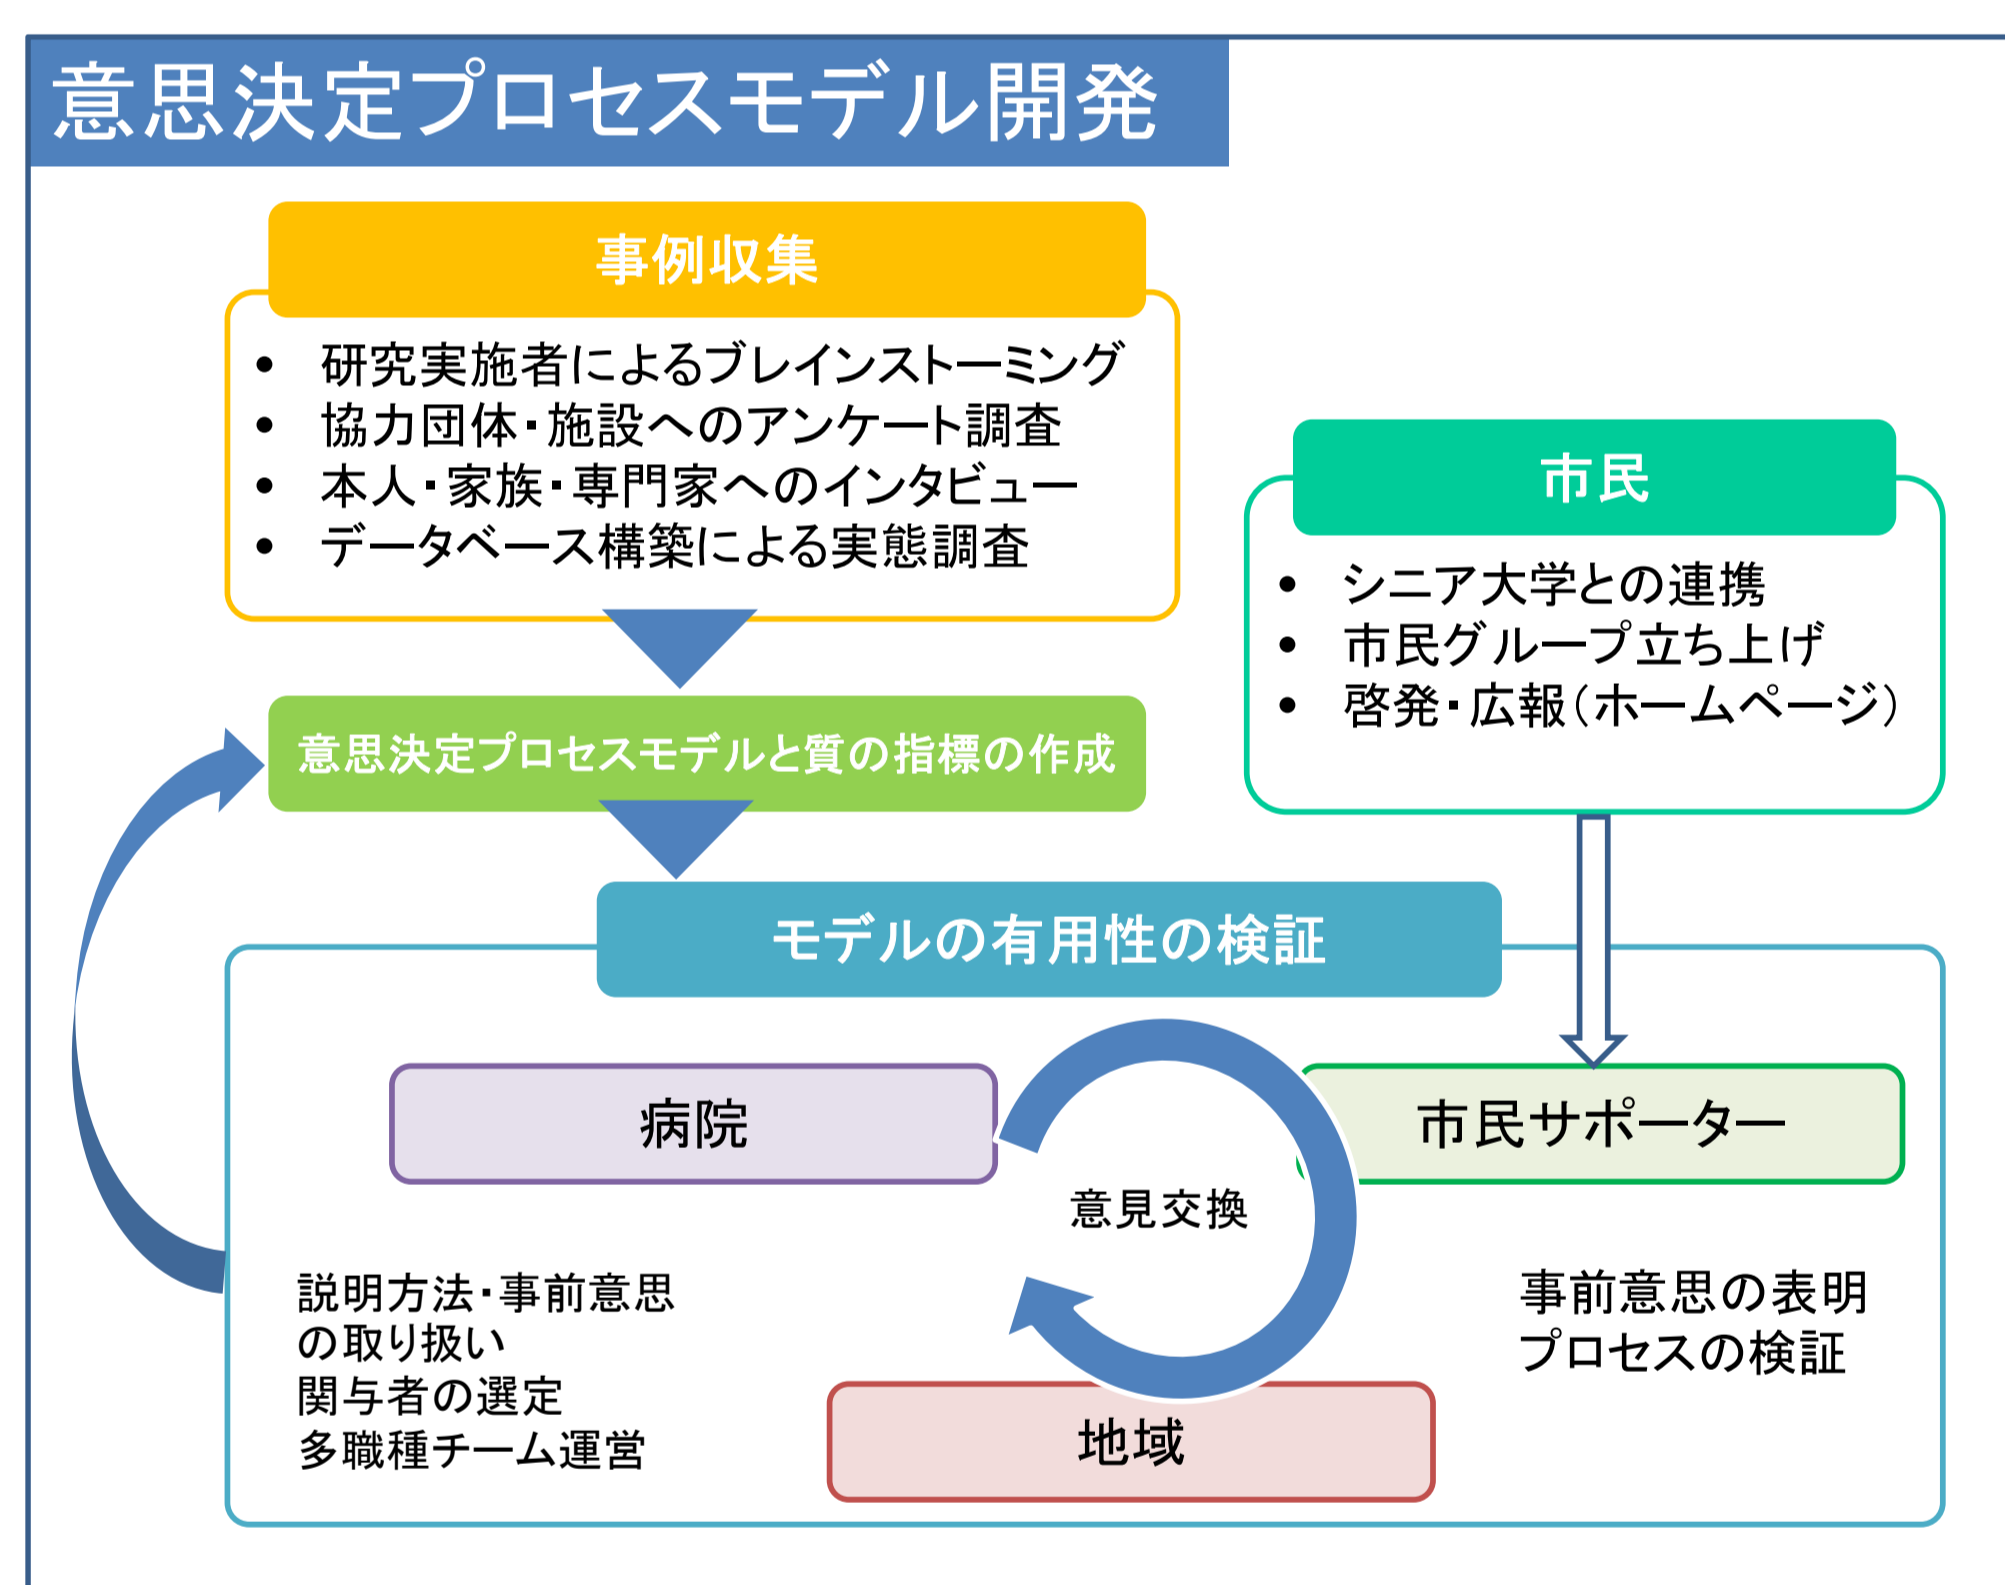 意思決定プロセスモデル開発
事例収集
• 研究実施者によるブレインストーミング
• 協力団体・施設へのアンケート調査
• 本人・家族・専門家へのインタビュー
• データベース構築による実態調査
市民
• シニア大学との連携
• 市民グループ立ち上げ
• 啓発・広報（ホームページ）
意思決定プロセスモデルと質の指標の作成
モデルの有用性の検証
病院
市民サポーター
意見交換
説明方法・事前意思
の取り扱い
関与者の選定
多職種チーム運営
事前意思の表明
プロセスの検証
地域